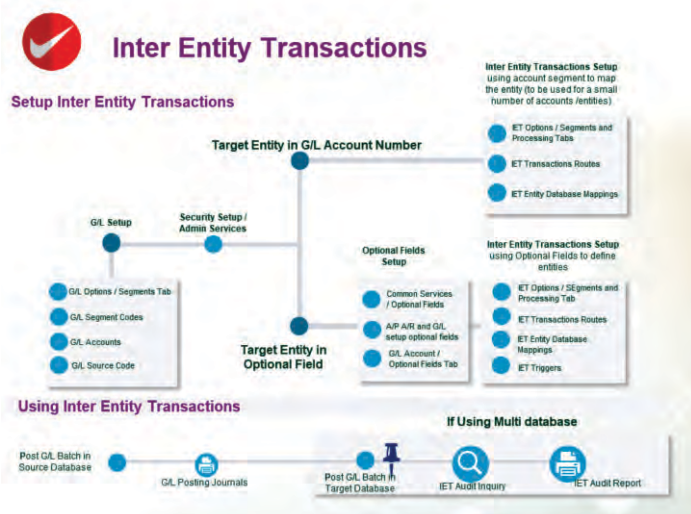 Inter Entity Transactions
Setup Inter Entity Transactions
Inter Entity Transactions Setup
using account segment to map
the entity (to be used for a small
number of accounts /entities)
IET Options / Segments and
Processing Tabs
IET Transactions Routes
IET Entity Database Mappings
Target Entity in G/L Account Number
G/L Setup
Security Setup /
Admin Services
G/L Options / Segments Tab
G/L Segment Codes
G/L Accounts
G/L Source Code
Target Entity in
Optional Field
Optional Fields
Setup
Common Services
/ Optional Fields
A/P A/R and G/L
setup optional fields
G/L Account /
Optional Fields Tab
Inter Entity Transactions Setup
using Optional Fields to define
entities
IET Options / SEgments and
Processing Tab
IET Transactions Routes
IET Entity Database
Mappings
IET Triggers
Using Inter Entity Transactions
If Using Multi database
Post G/L Batch in
Source Database
G/L Posting Journals
Post G/L Batch in
Target Database
IET Audit Inquiry
IET Audit Report